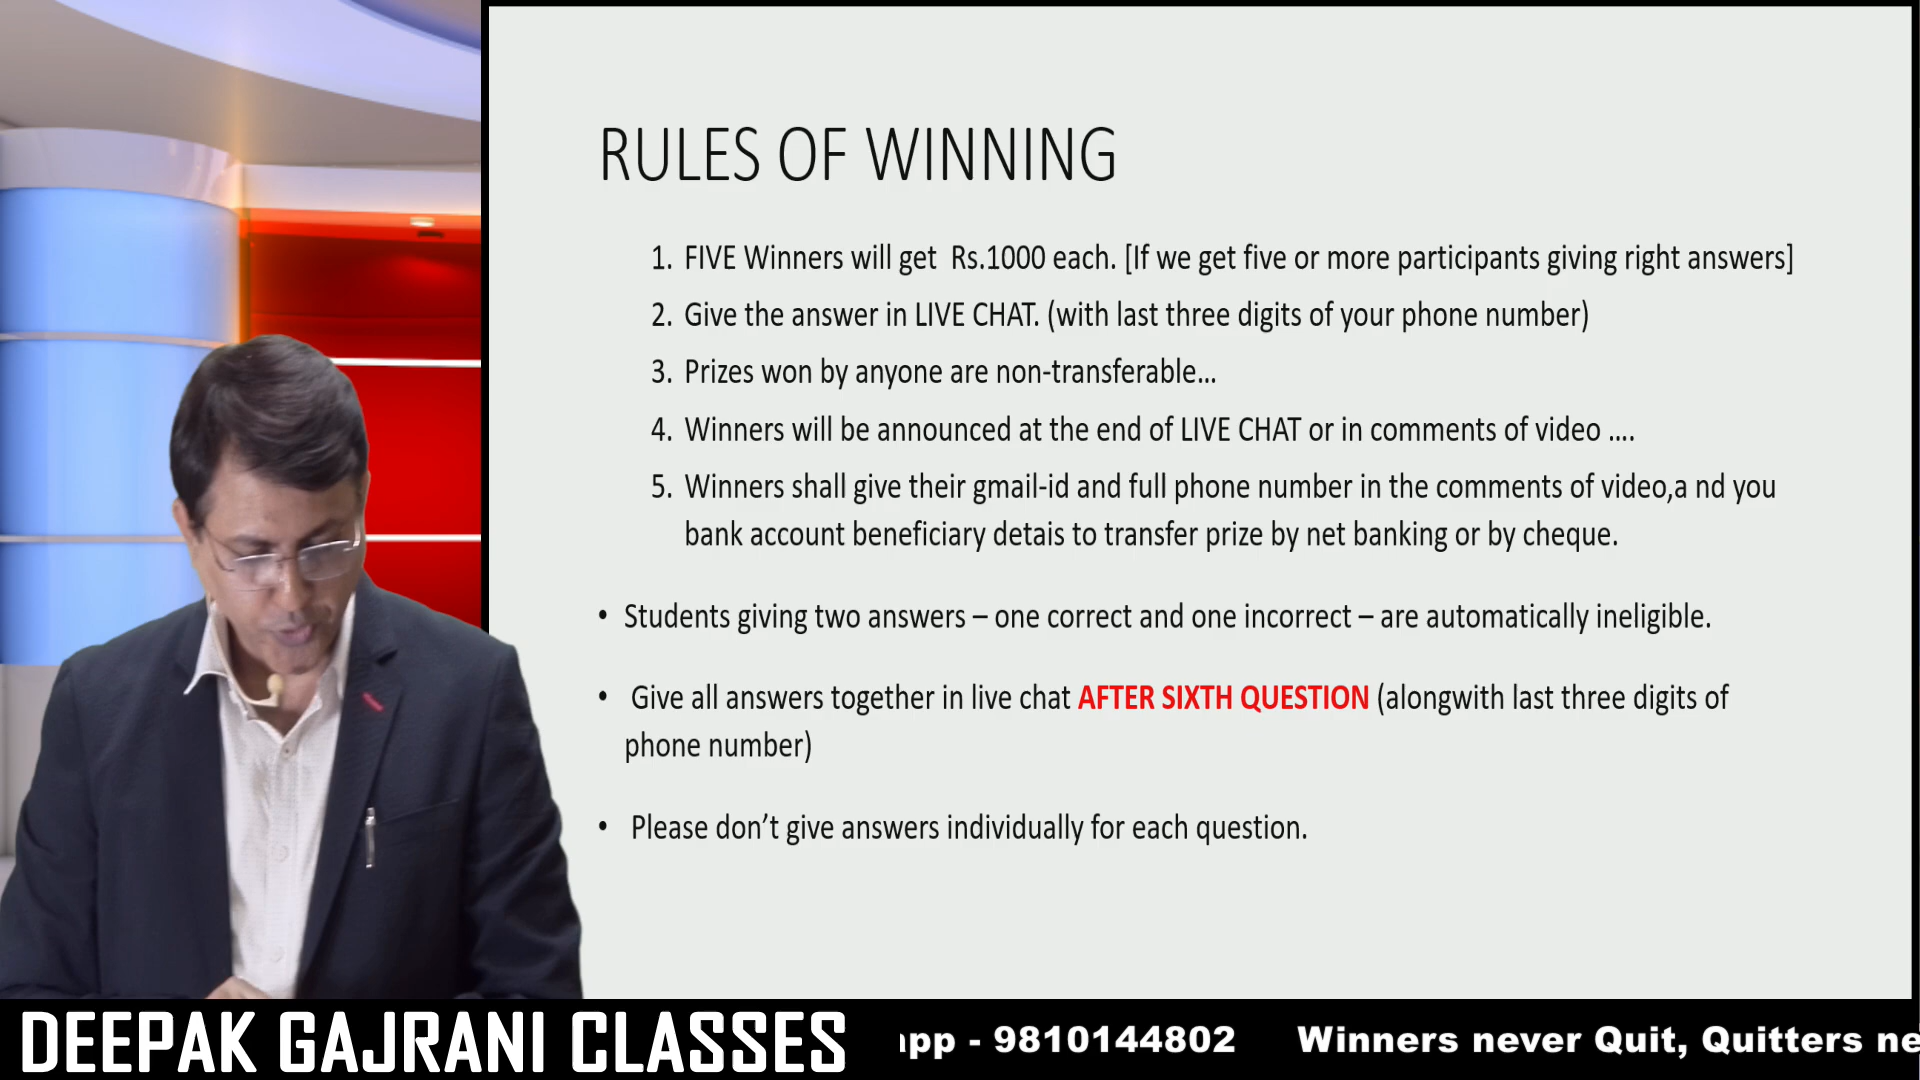 RULES OF WINNING
1. FIVE Winners will get Rs.1000 each. [If we get five or more participants giving right answers]
2. Give the answer in LIVE CHAT. (with last three digits of your phone number)
3. Prizes won by anyone are non-transferable...
4. Winners will be announced at the end of LIVE CHAT or in comments of video ....
5. Winners shall give their gmail-id and full phone number in the comments of video,a nd you
bank account beneficiary detais to transfer prize by net banking or by cheque.
• Students giving two answers – one correct and one incorrect – are automatically ineligible.
• Give all answers together in live chat AFTER SIXTH QUESTION (alongwith last three digits of
phone number)
• Please don’t give answers individually for each question.
DEEPAK GAJRANI CLASSES
app - 9810144802 Winners never Quit, Quitters ne